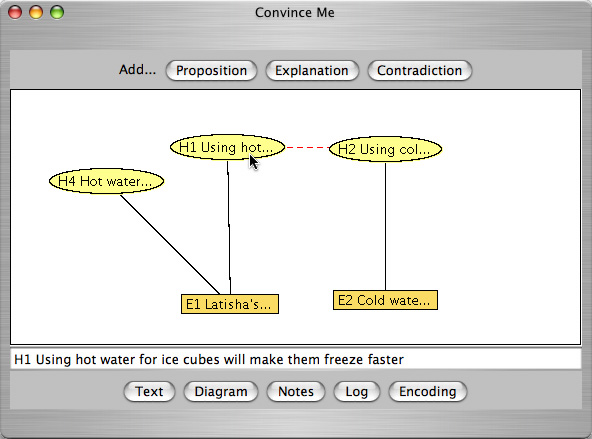 Convince Me
Add... Proposition Explanation Contradiction
H1 Using hot... H2 Using col...
H4 Hot water...
E1 Latisha's... E2 Cold wate...
H1 Using hot water for ice cubes will make them freeze faster
Text Diagram Notes Log Encoding